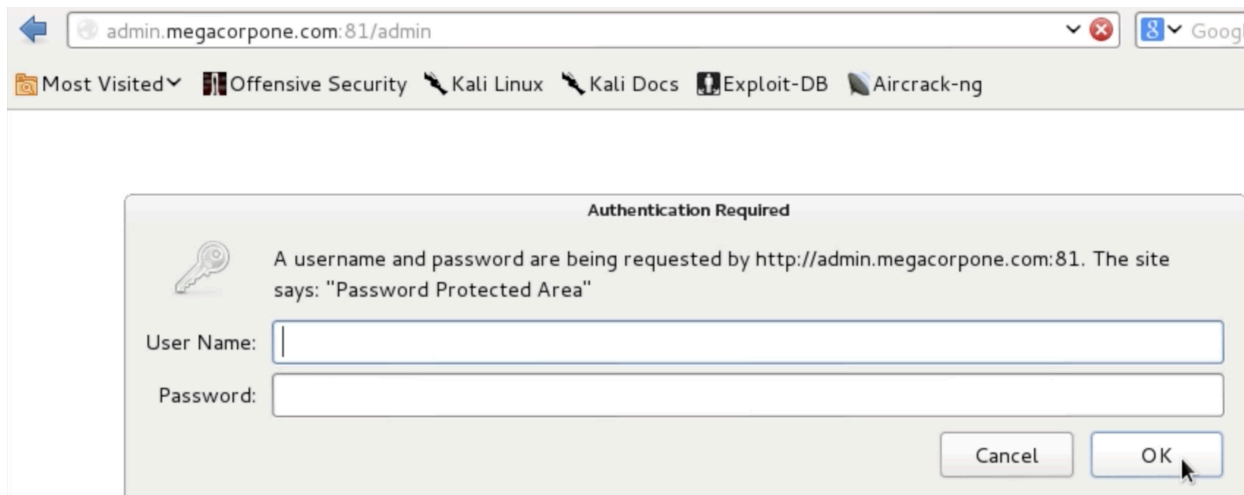 admin.megacorpone.com:81/admin
8 Googl
Most Visited Offensive Security Kali Linux Kali Docs Exploit-DB Aircrack-ng
Authentication Required
A username and password are being requested by http://admin.megacorpone.com:81. The site
says: "Password Protected Area"
User Name:
Password:
Cancel OK